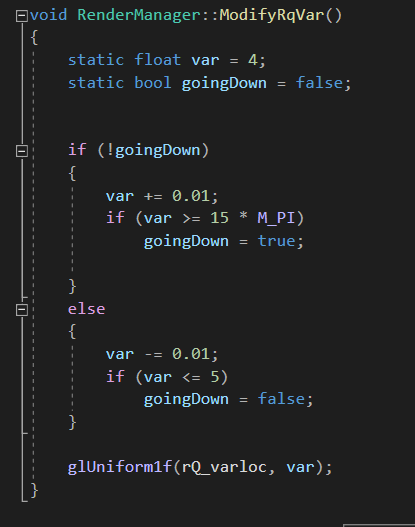 void RenderManager::ModifyRqVar()
{
static float var = 4;
static bool goingDown = false;
if (!goingDown)
{
var += 0.01;
if (var >= 15 * M_PI)
goingDown = true;
}
else
{
var -= 0.01;
if (var <= 5)
goingDown = false;
}
glUniform1f(rQ_varloc, var);
}